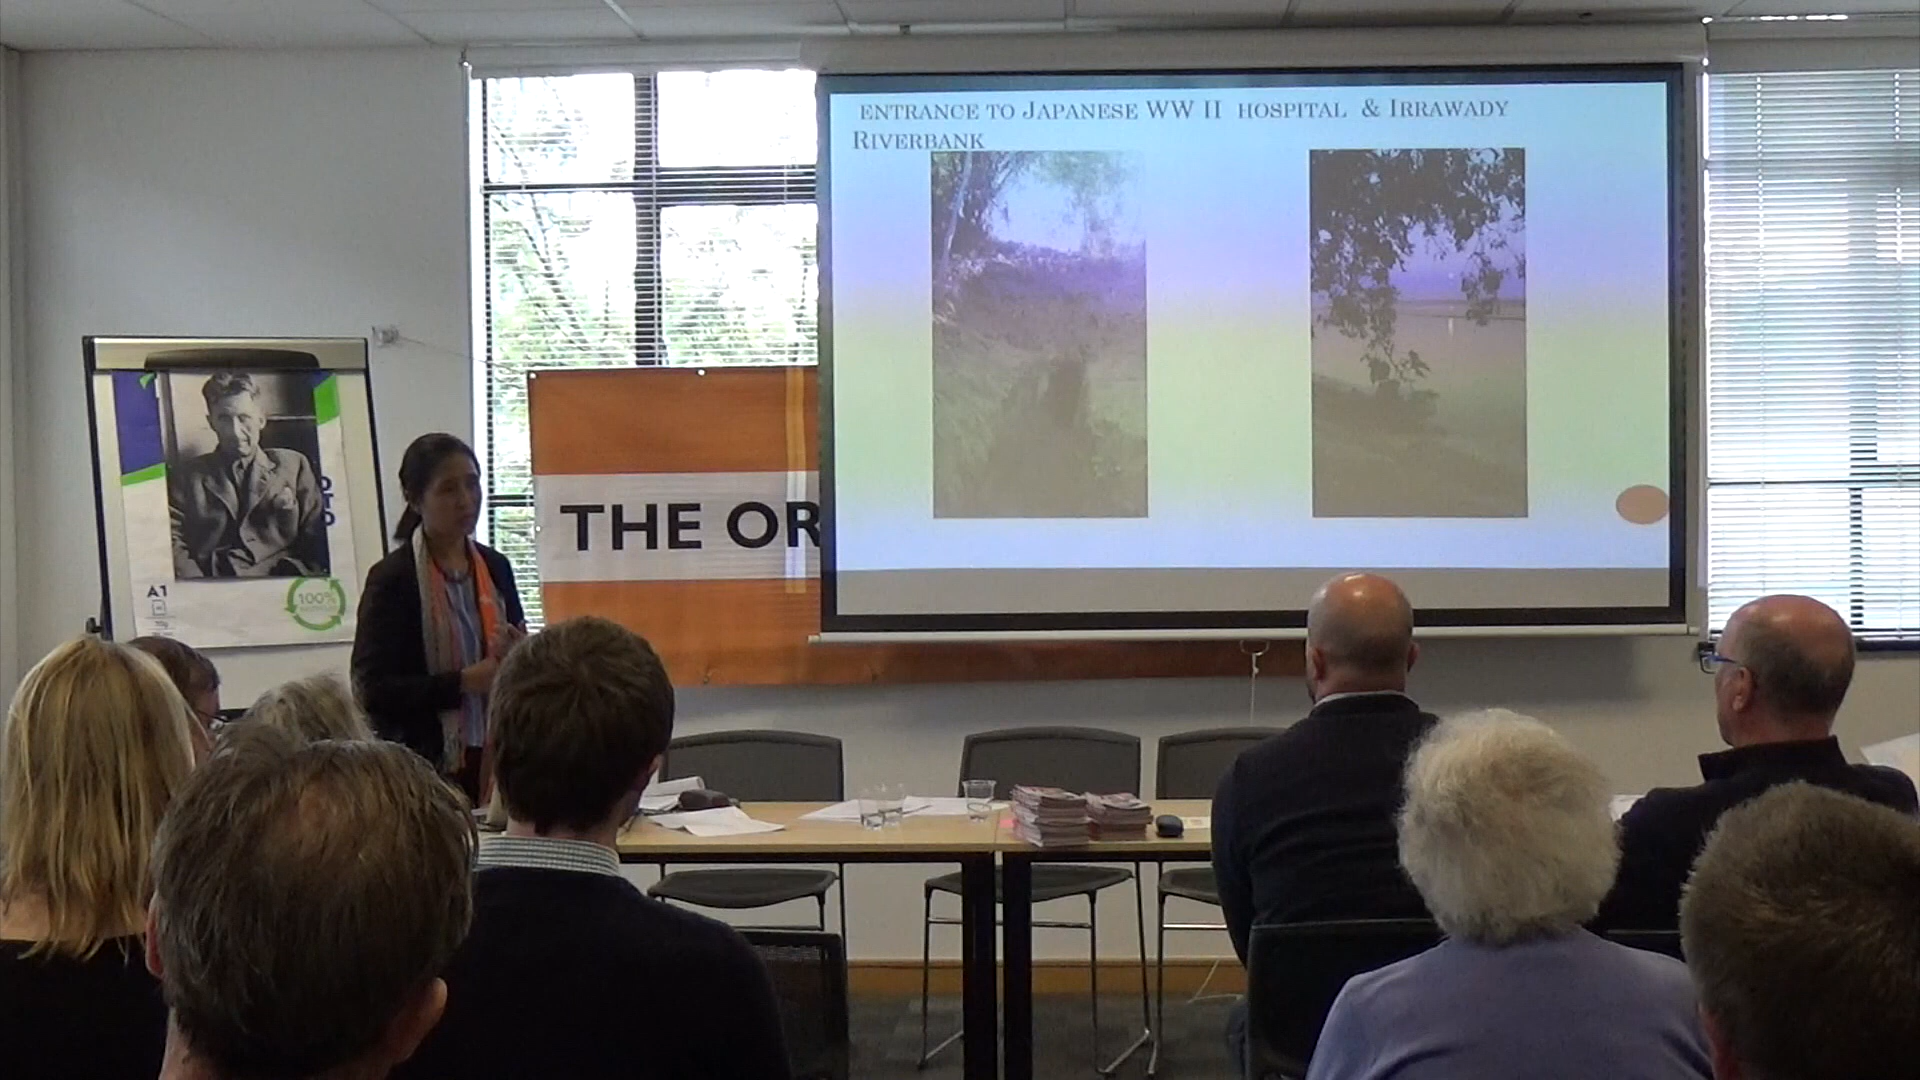 ENTRANCE TO JAPANESE WW II HOSPITAL & IRRAWADY
RIVERBANK
THE OR
A1
100%